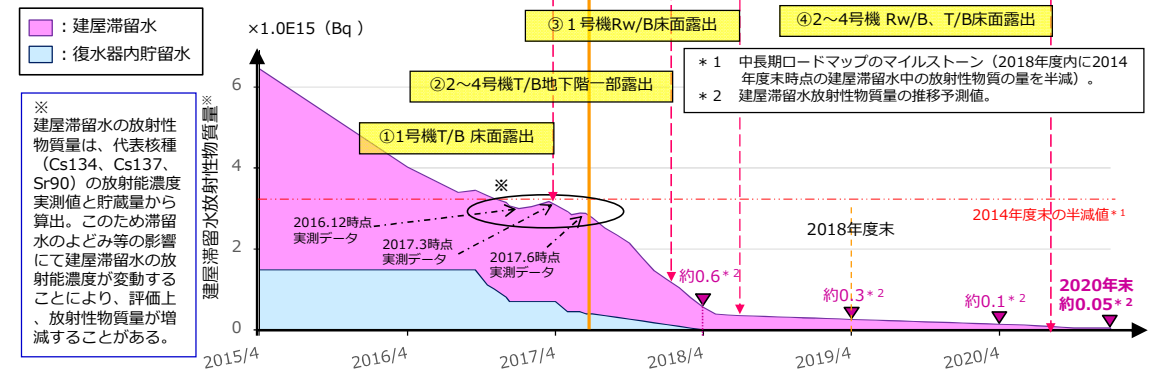 ：建屋滞留水
：復水器内貯留水
※
建屋滞留水の放射性
物質量は、代表核種
（Cs134、Cs137、
Sr90）の放射能濃度
実測値と貯蔵量から
算出。このため滞留
水のよどみ等の影響
にて建屋滞留水の放
射能濃度が変動する
ことにより、評価上
、放射性物質量が増
減することがある。
×1.0E15（Bq ）
建屋滞留水放射性物質量※
6
4
2
0
③１号機Rw/B床面露出
④2～4号機 Rw/B、T/B床面露出
②2～4号機T/B地下階一部露出
①1号機T/B 床面露出
＊１　中長期ロードマップのマイルストーン（2018年度内に2014
年度末時点の建屋滞留水中の放射性物質の量を半減）。
＊２　建屋滞留水放射性物質量の推移予測値。
※
2016.12時点
実測データ
2017.3時点
実測データ
2017.6時点
実測データ
2014年度末の半減値＊1
2018年度末
約0.6＊2
約0.3＊2
約0.1＊2
2020年末
約0.05＊2
2015/4
2016/4
2017/4
2018/4
2019/4
2020/4